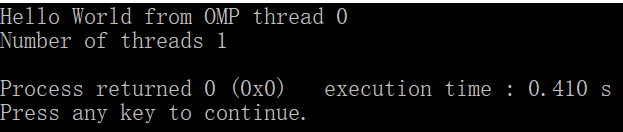 Hello World from OMP thread 0
Number of threads 1
Process returned 0 (0x0)   execution time : 0.410 s
Press any key to continue.